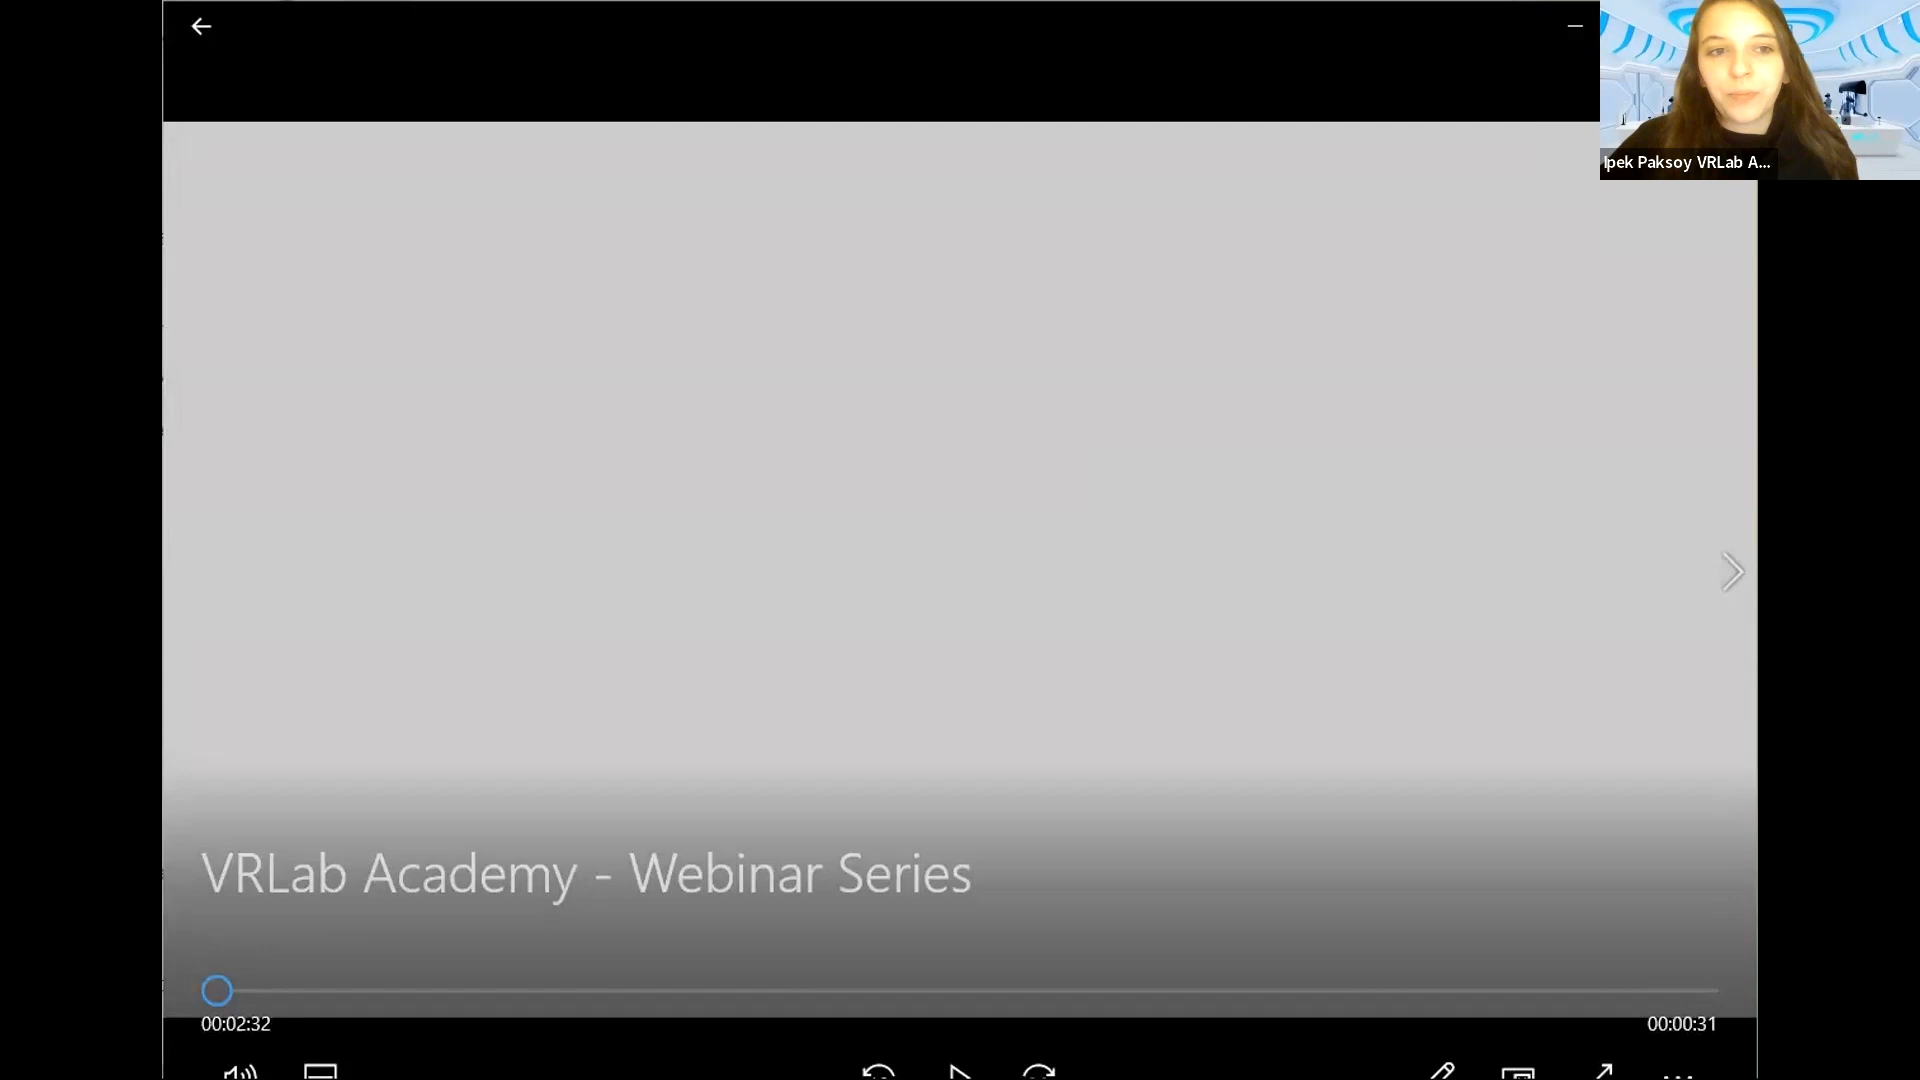 Ipek Paksoy VRLab A...
VRLab Academy - Webinar Series
00:02:32
00:00:31